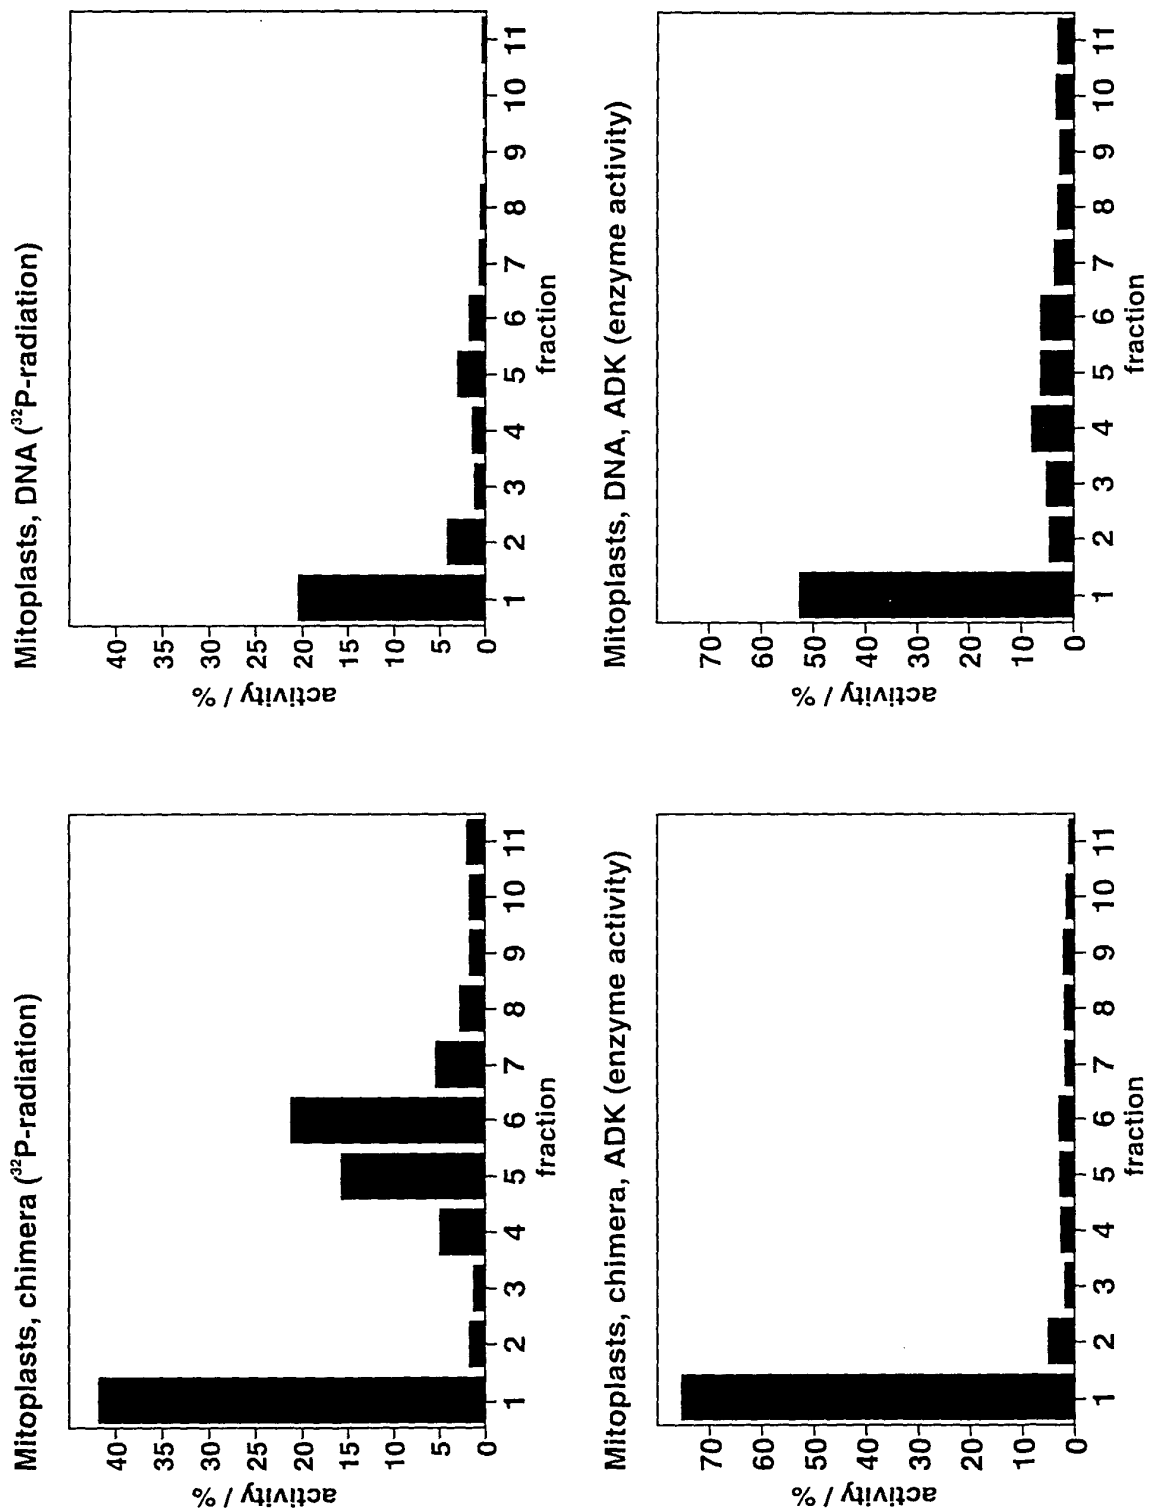 Mitoplasts, chimera (³²P-radiation)
activity / %
40
35
30
25
20
15
10
5
0
1 2 3 4 5 6 7 8 9 10 11
fraction
Mitoplasts, DNA (³²P-radiation)
activity / %
40
35
30
25
20
15
10
5
0
1 2 3 4 5 6 7 8 9 10 11
fraction
Mitoplasts, chimera, ADK (enzyme activity)
activity / %
70
60
50
40
30
20
10
0
1 2 3 4 5 6 7 8 9 10 11
fraction
Mitoplasts, DNA, ADK (enzyme activity)
activity / %
70
60
50
40
30
20
10
0
1 2 3 4 5 6 7 8 9 10 11
fraction